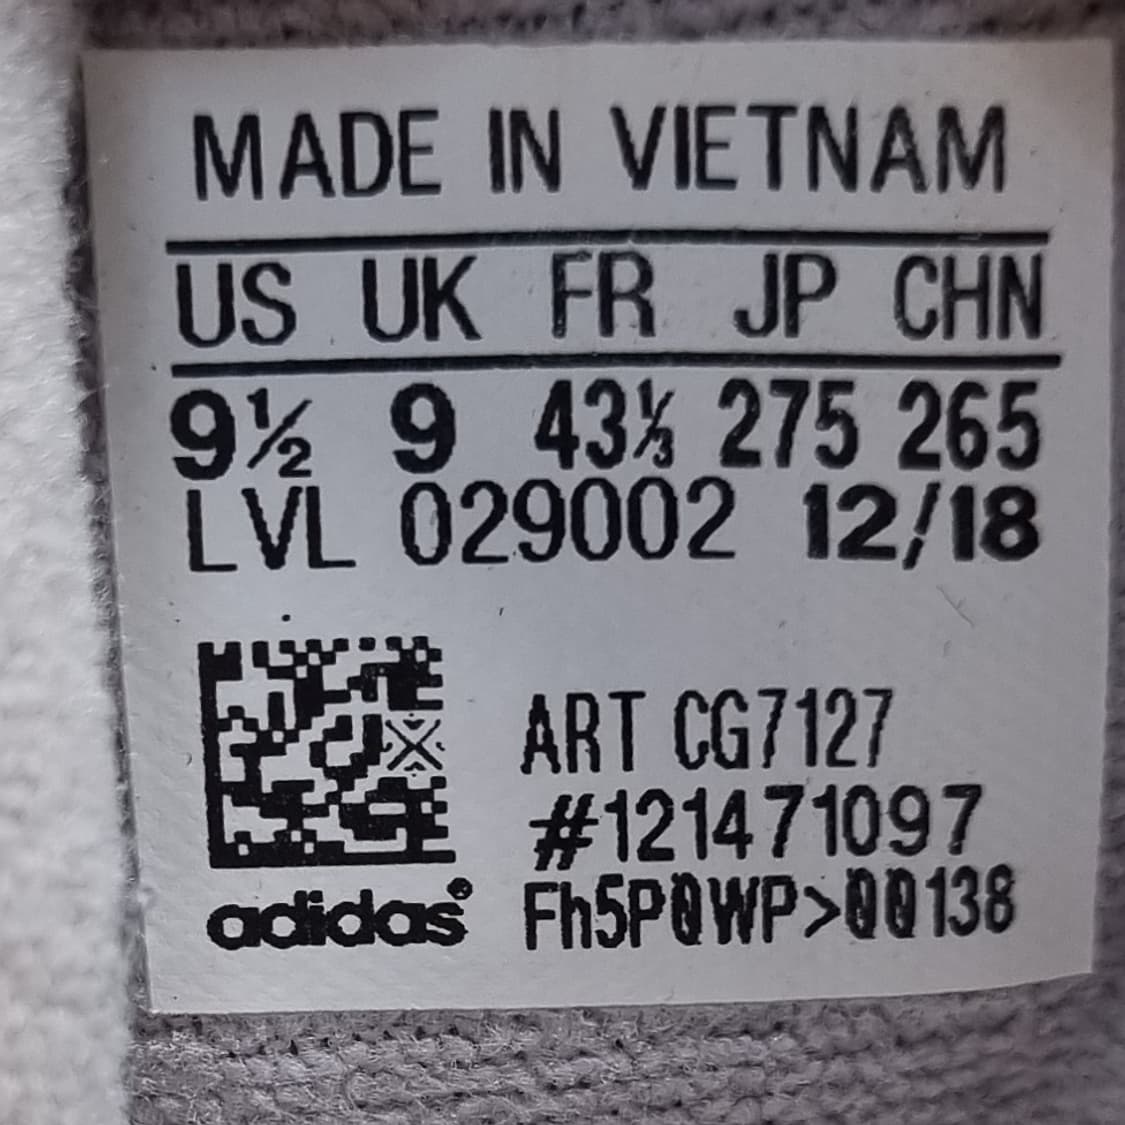 MADE IN VIETNAM
US UK FR JP CHN
9½ 9 43⅓ 275 265
LVL 029002 12/18
ART CG7127
#121471097
adidas® Fh5P0WP>00138